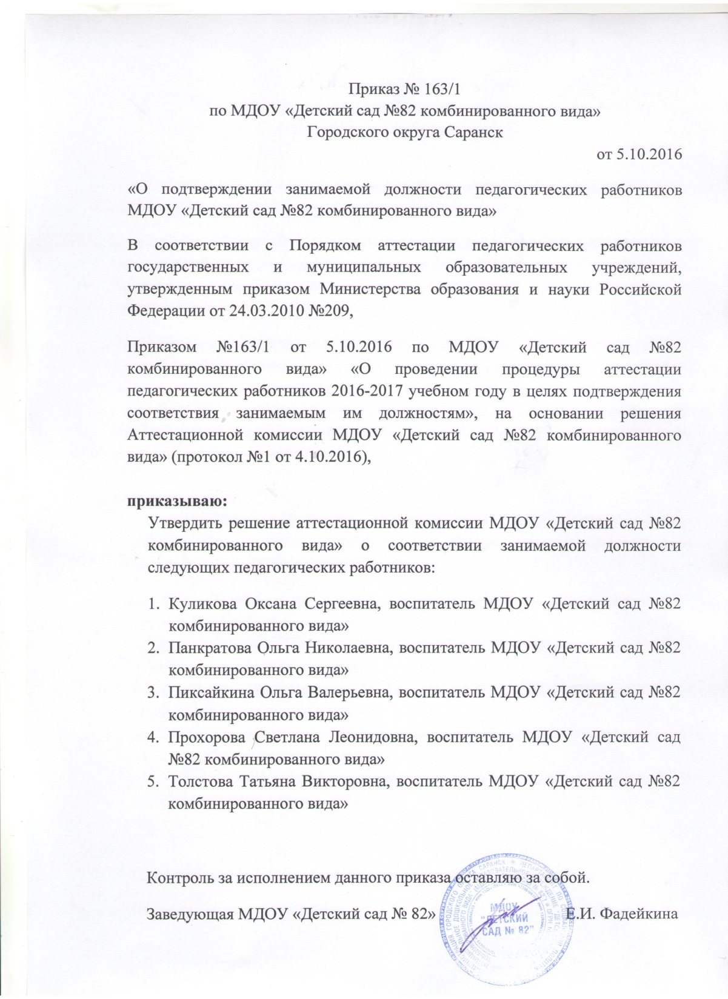 Приказ № 163/1
по МДОУ «Детский сад №82 комбинированного вида»
Городского округа Саранск
от 5.10.2016
«О подтверждении занимаемой должности педагогических работников
МДОУ «Детский сад №82 комбинированного вида»
В соответствии с Порядком аттестации педагогических работников
государственных и муниципальных образовательных учреждений,
утвержденным приказом Министерства образования и науки Российской
Федерации от 24.03.2010 №209,
Приказом №163/1 от 5.10.2016 по МДОУ «Детский сад №82
комбинированного вида» «О проведении процедуры аттестации
педагогических работников 2016-2017 учебном году в целях подтверждения
соответствия занимаемым им должностям», на основании решения
Аттестационной комиссии МДОУ «Детский сад №82 комбинированного
вида» (протокол №1 от 4.10.2016),
приказываю:
Утвердить решение аттестационной комиссии МДОУ «Детский сад №82
комбинированного вида» о соответствии занимаемой должности
следующих педагогических работников:
1. Куликова Оксана Сергеевна, воспитатель МДОУ «Детский сад №82
комбинированного вида»
2. Панкратова Ольга Николаевна, воспитатель МДОУ «Детский сад №82
комбинированного вида»
3. Пиксайкина Ольга Валерьевна, воспитатель МДОУ «Детский сад №82
комбинированного вида»
4. Прохорова Светлана Леонидовна, воспитатель МДОУ «Детский сад
№82 комбинированного вида»
5. Толстова Татьяна Викторовна, воспитатель МДОУ «Детский сад №82
комбинированного вида»
Контроль за исполнением данного приказа оставляю за собой.
Заведующая МДОУ «Детский сад № 82» Е.И. Фадейкина
МДОУ
"ДЕТСКИЙ
САД № 82"